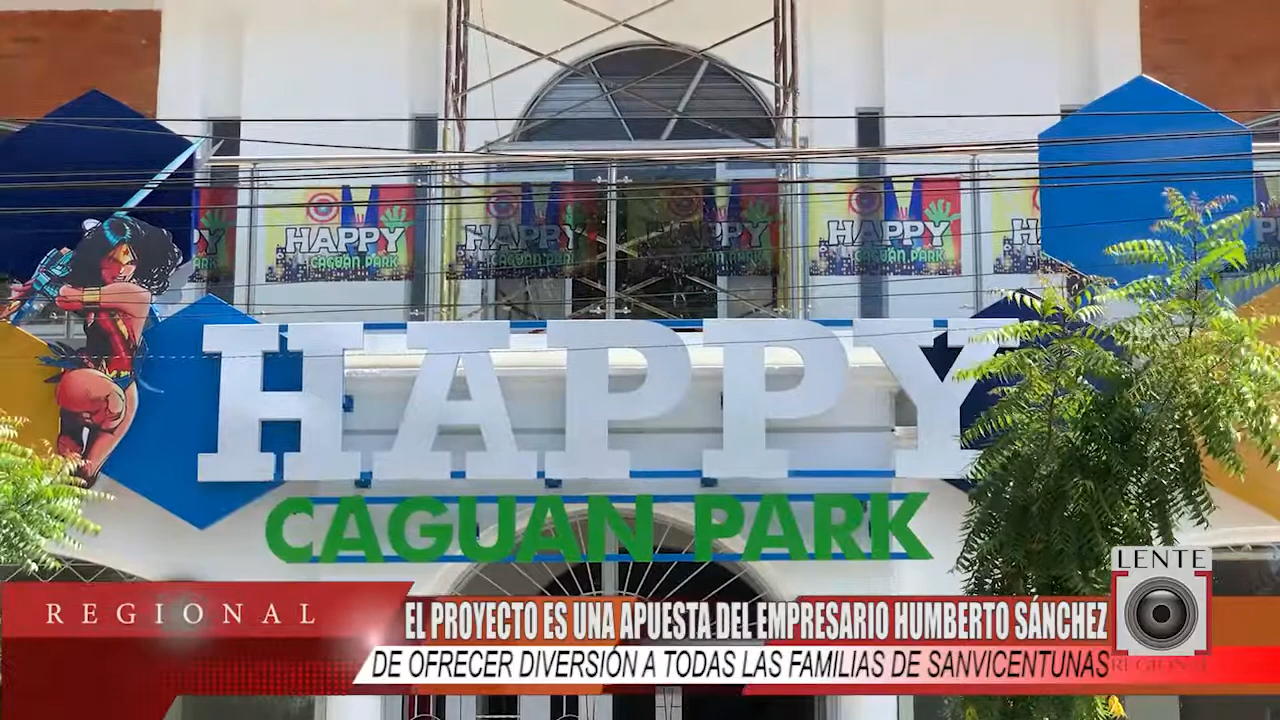 HAPPY
CAGUAN PARK
HAPPY
CAGUAN PARK
HAPPY
CAGUAN PARK
HAPPY
CAGUAN PARK
HAPPY
CAGUAN PARK
LENTE
REGIONAL
REGIONAL
EL PROYECTO ES UNA APUESTA DEL EMPRESARIO HUMBERTO SÁNCHEZ
DE OFRECER DIVERSIÓN A TODAS LAS FAMILIAS DE SANVICENTUNAS